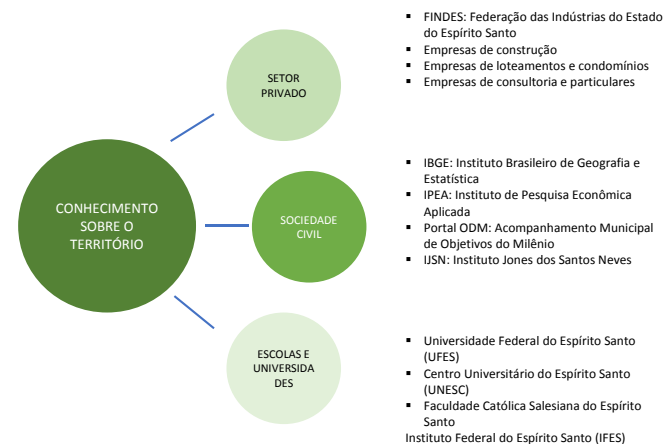 SETOR
PRIVADO
▪ FINDES: Federação das Indústrias do Estado
do Espírito Santo
▪ Empresas de construção
▪ Empresas de loteamentos e condomínios
▪ Empresas de consultoria e particulares
CONHECIMENTO
SOBRE O
TERRITÓRIO
SOCIEDADE
CIVIL
▪ IBGE: Instituto Brasileiro de Geografia e
Estatística
▪ IPEA: Instituto de Pesquisa Econômica
Aplicada
▪ Portal ODM: Acompanhamento Municipal
de Objetivos do Milênio
▪ IJSN: Instituto Jones dos Santos Neves
ESCOLAS E
UNIVERSIDA
DES
▪ Universidade Federal do Espírito Santo
(UFES)
▪ Centro Universitário do Espírito Santo
(UNESC)
▪ Faculdade Católica Salesiana do Espírito
Santo
Instituto Federal do Espírito Santo (IFES)